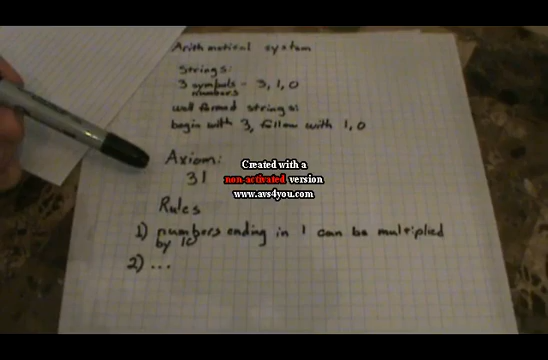 Arithmetical system
Strings:
3 symbols - 3, 1, 0
numbers
well formed strings:
begin with 3, follow with 1, 0
Axiom:
31
Created with a
non-activated version
www.avs4you.com
Rules
1) numbers ending in 1 can be multiplied
by 10
2) ...